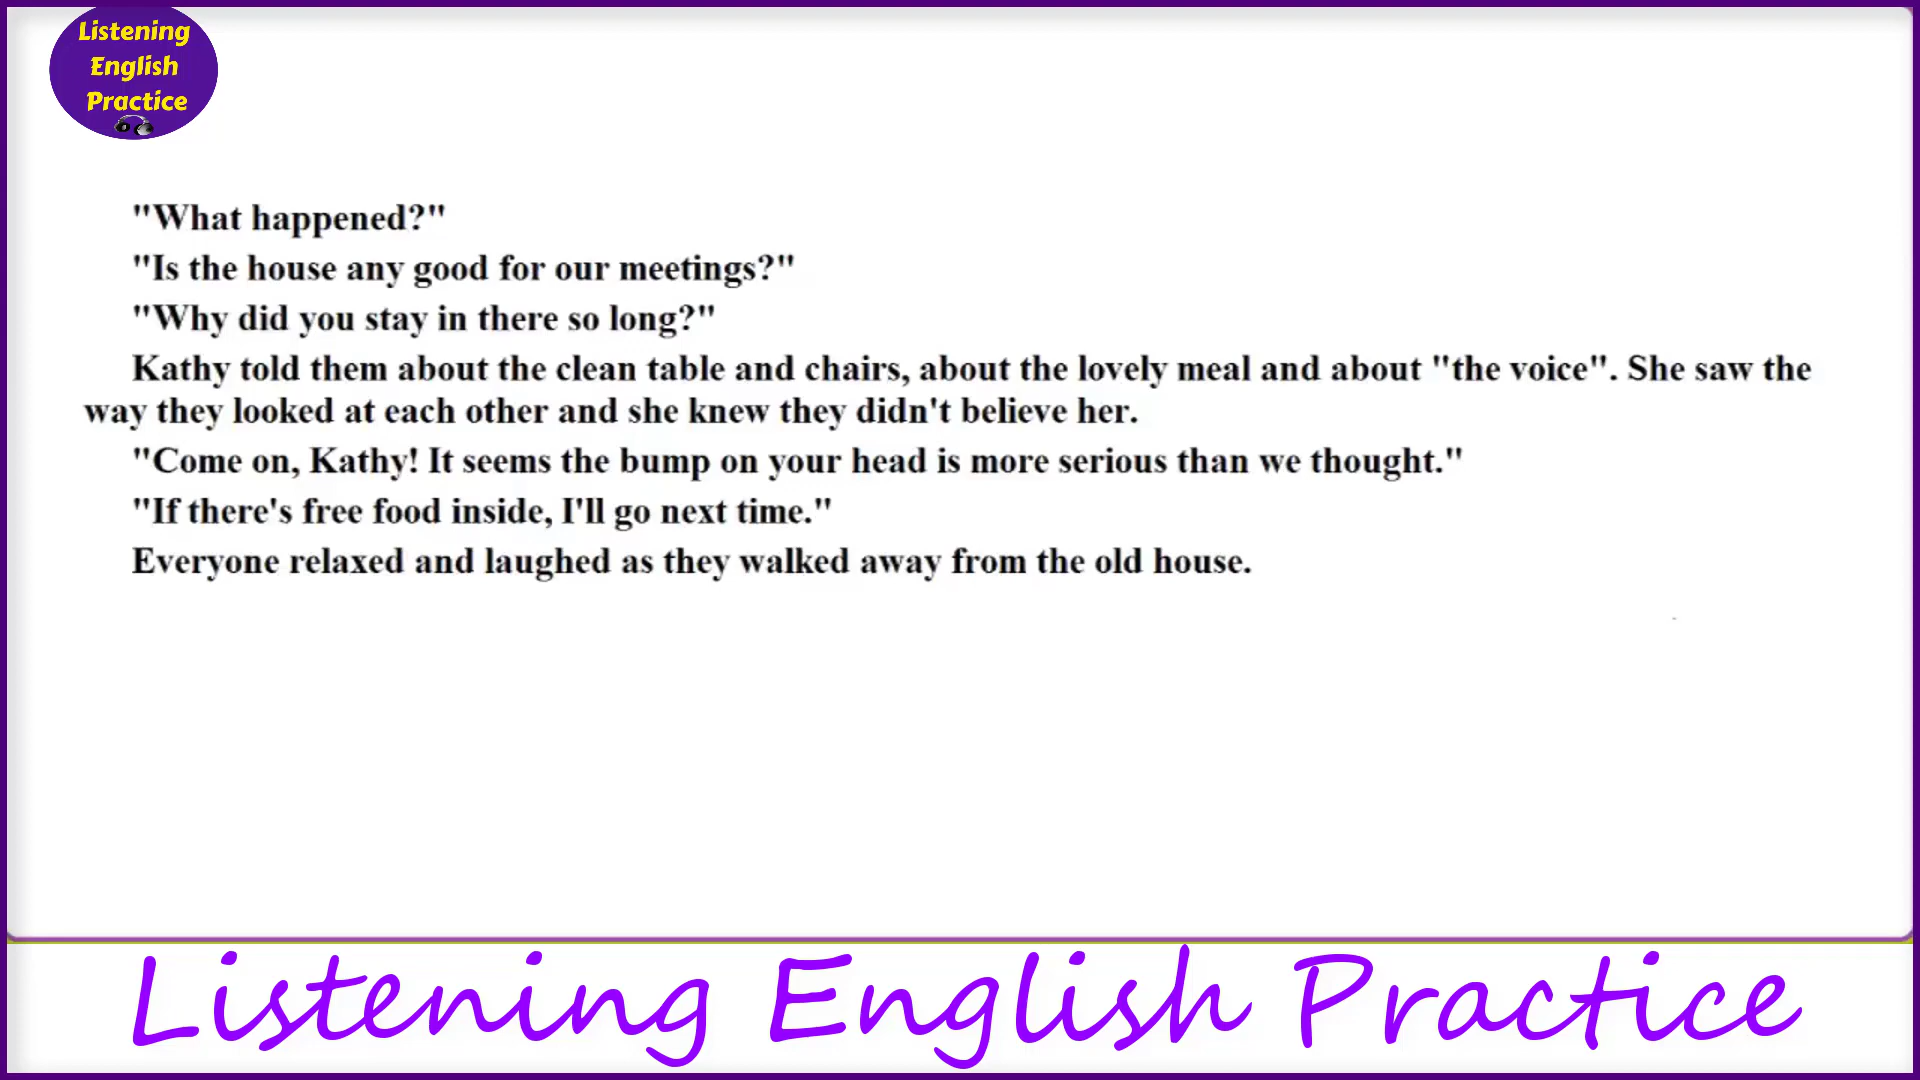 Listening
English
Practice
"What happened?"
"Is the house any good for our meetings?"
"Why did you stay in there so long?"
Kathy told them about the clean table and chairs, about the lovely meal and about "the voice". She saw the
way they looked at each other and she knew they didn't believe her.
"Come on, Kathy! It seems the bump on your head is more serious than we thought."
"If there's free food inside, I'll go next time."
Everyone relaxed and laughed as they walked away from the old house.
Listening English Practice